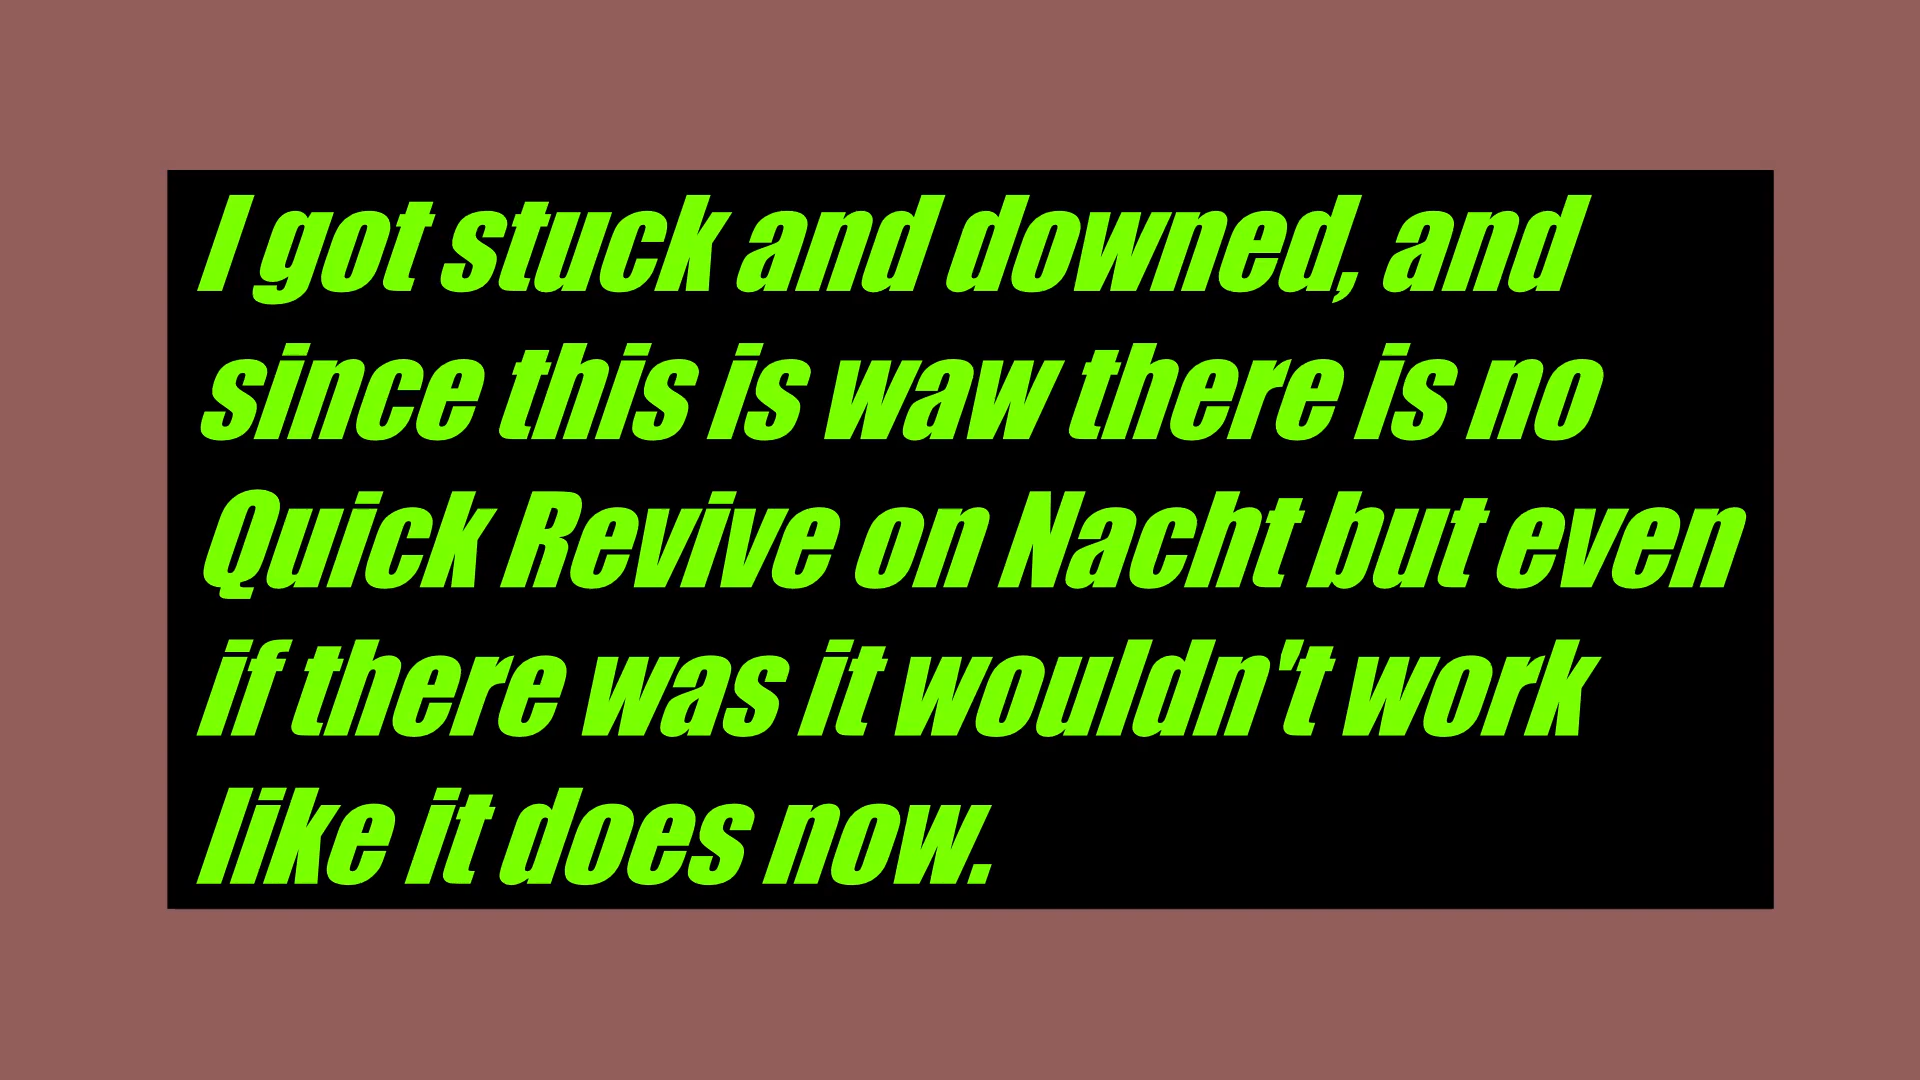 I got stuck and downed, and
since this is waw there is no
Quick Revive on Nacht but even
if there was it wouldn't work
like it does now.